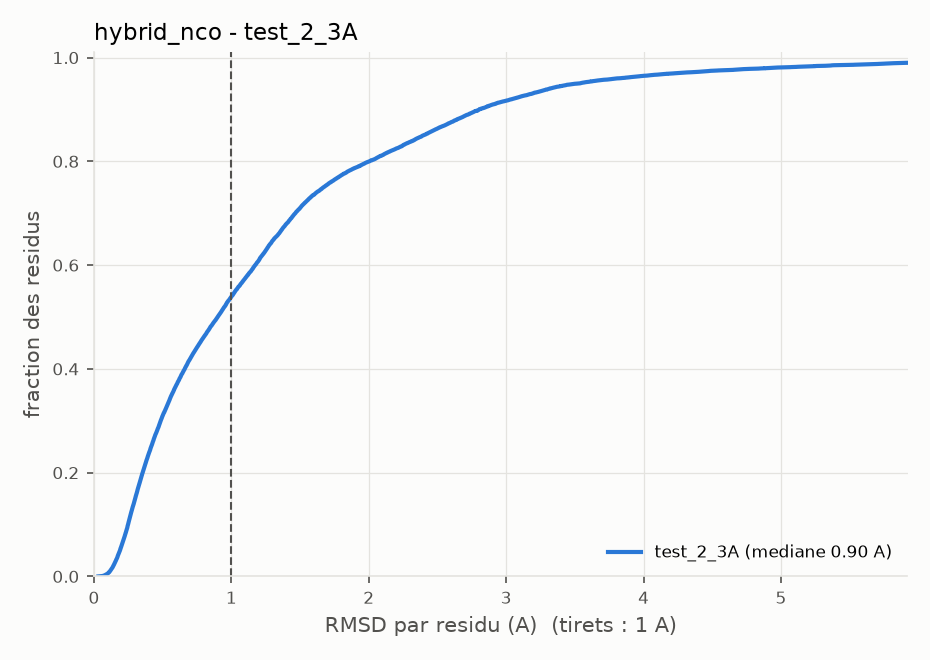 hybrid_nco - test_2_3A
1.0
0.8
0.6
0.4
0.2
0.0
fraction des residus
test_2_3A (mediane 0.90 A)
0 1 2 3 4 5
RMSD par residu (A)  (tirets : 1 A)